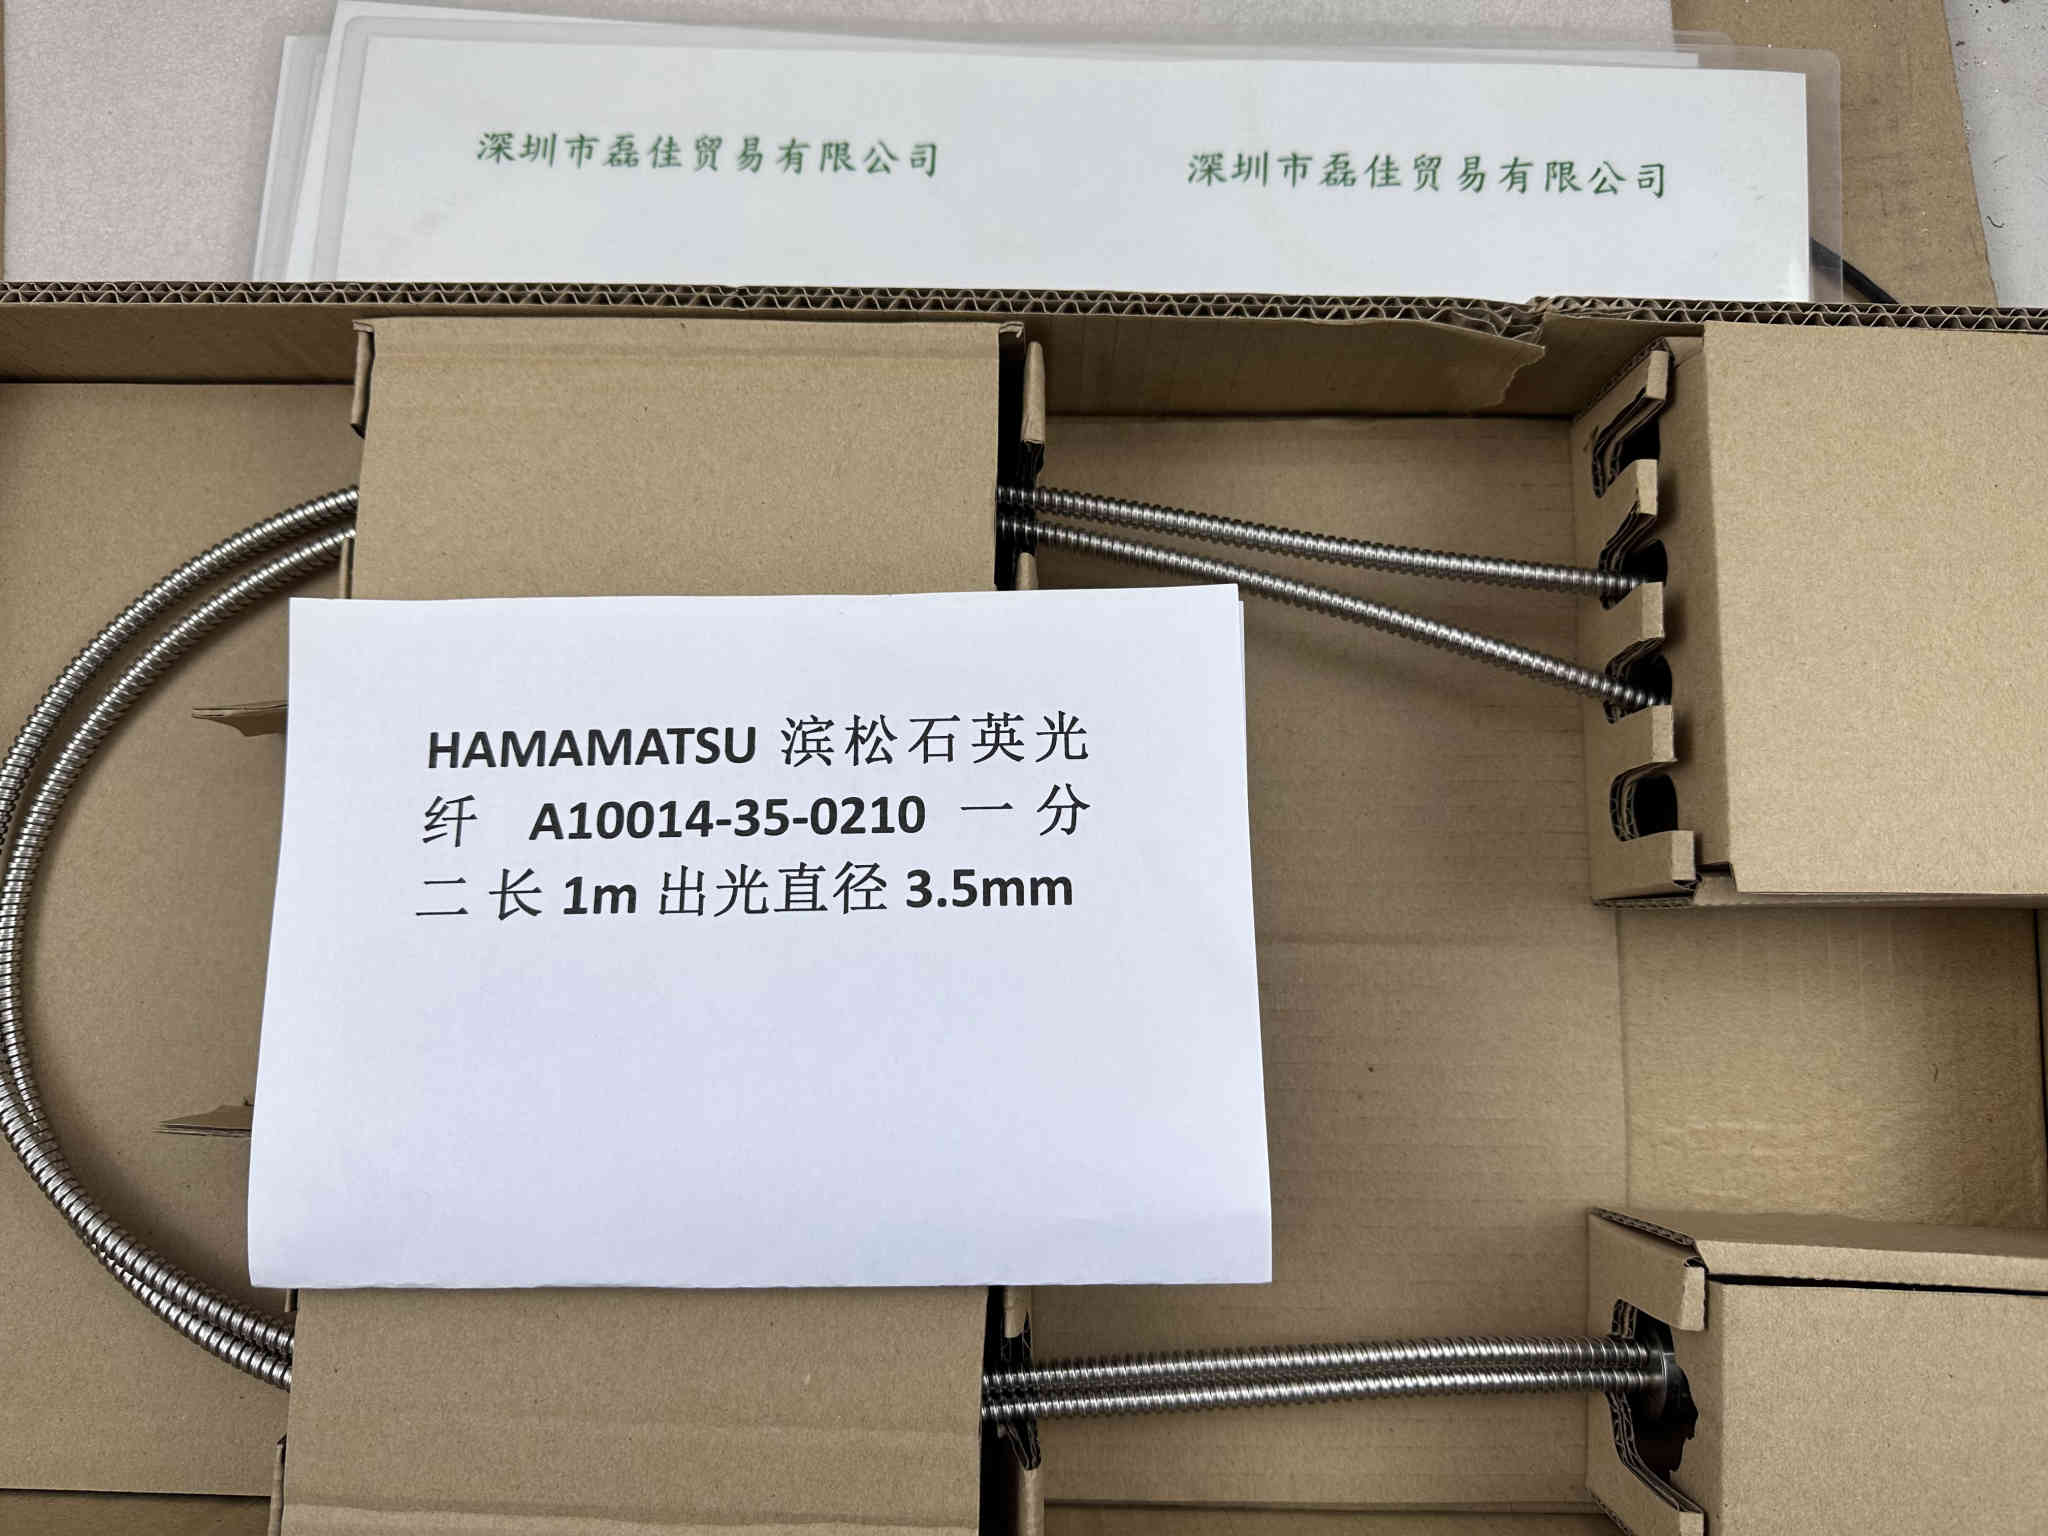 深圳市磊佳贸易有限公司
深圳市磊佳贸易有限公司
HAMAMATSU 滨松石英光
纤 A10014-35-0210 一分
二长 1m 出光直径 3.5mm